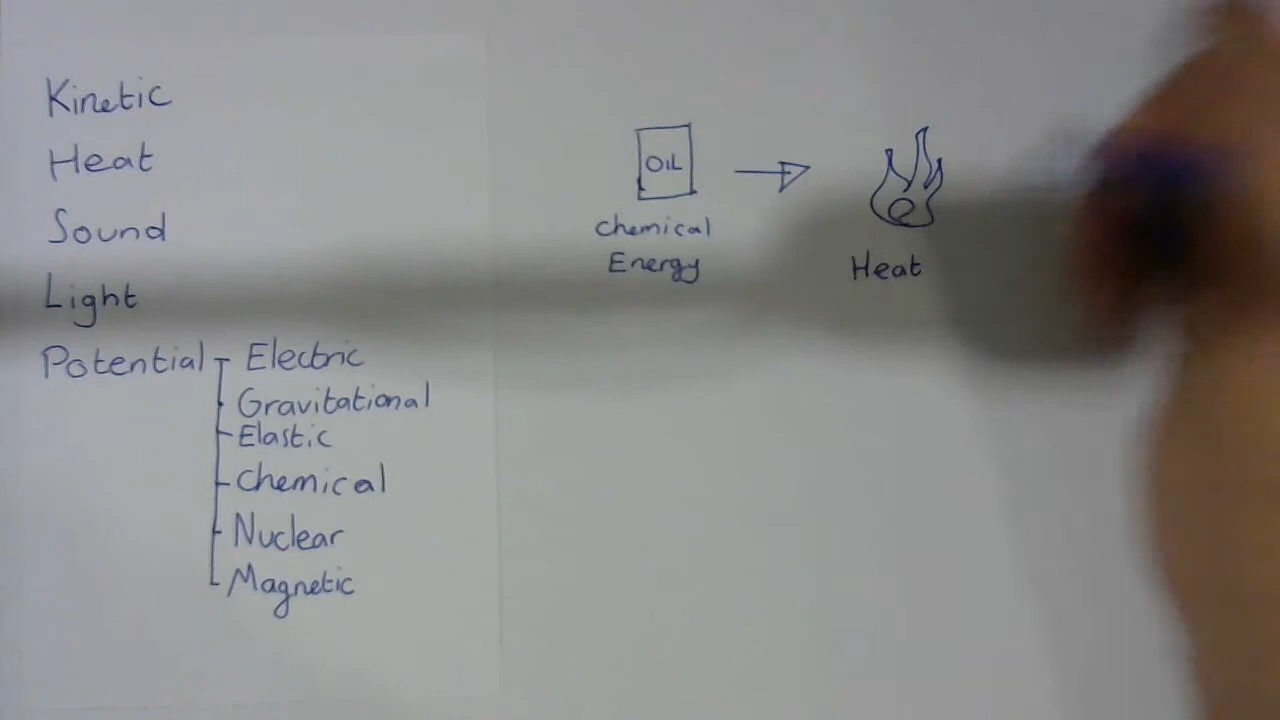 Kinetic
Heat
Sound
Light
Potential Electric
Gravitational
Elastic
Chemical
Nuclear
Magnetic
OIL
Chemical
Energy
Heat